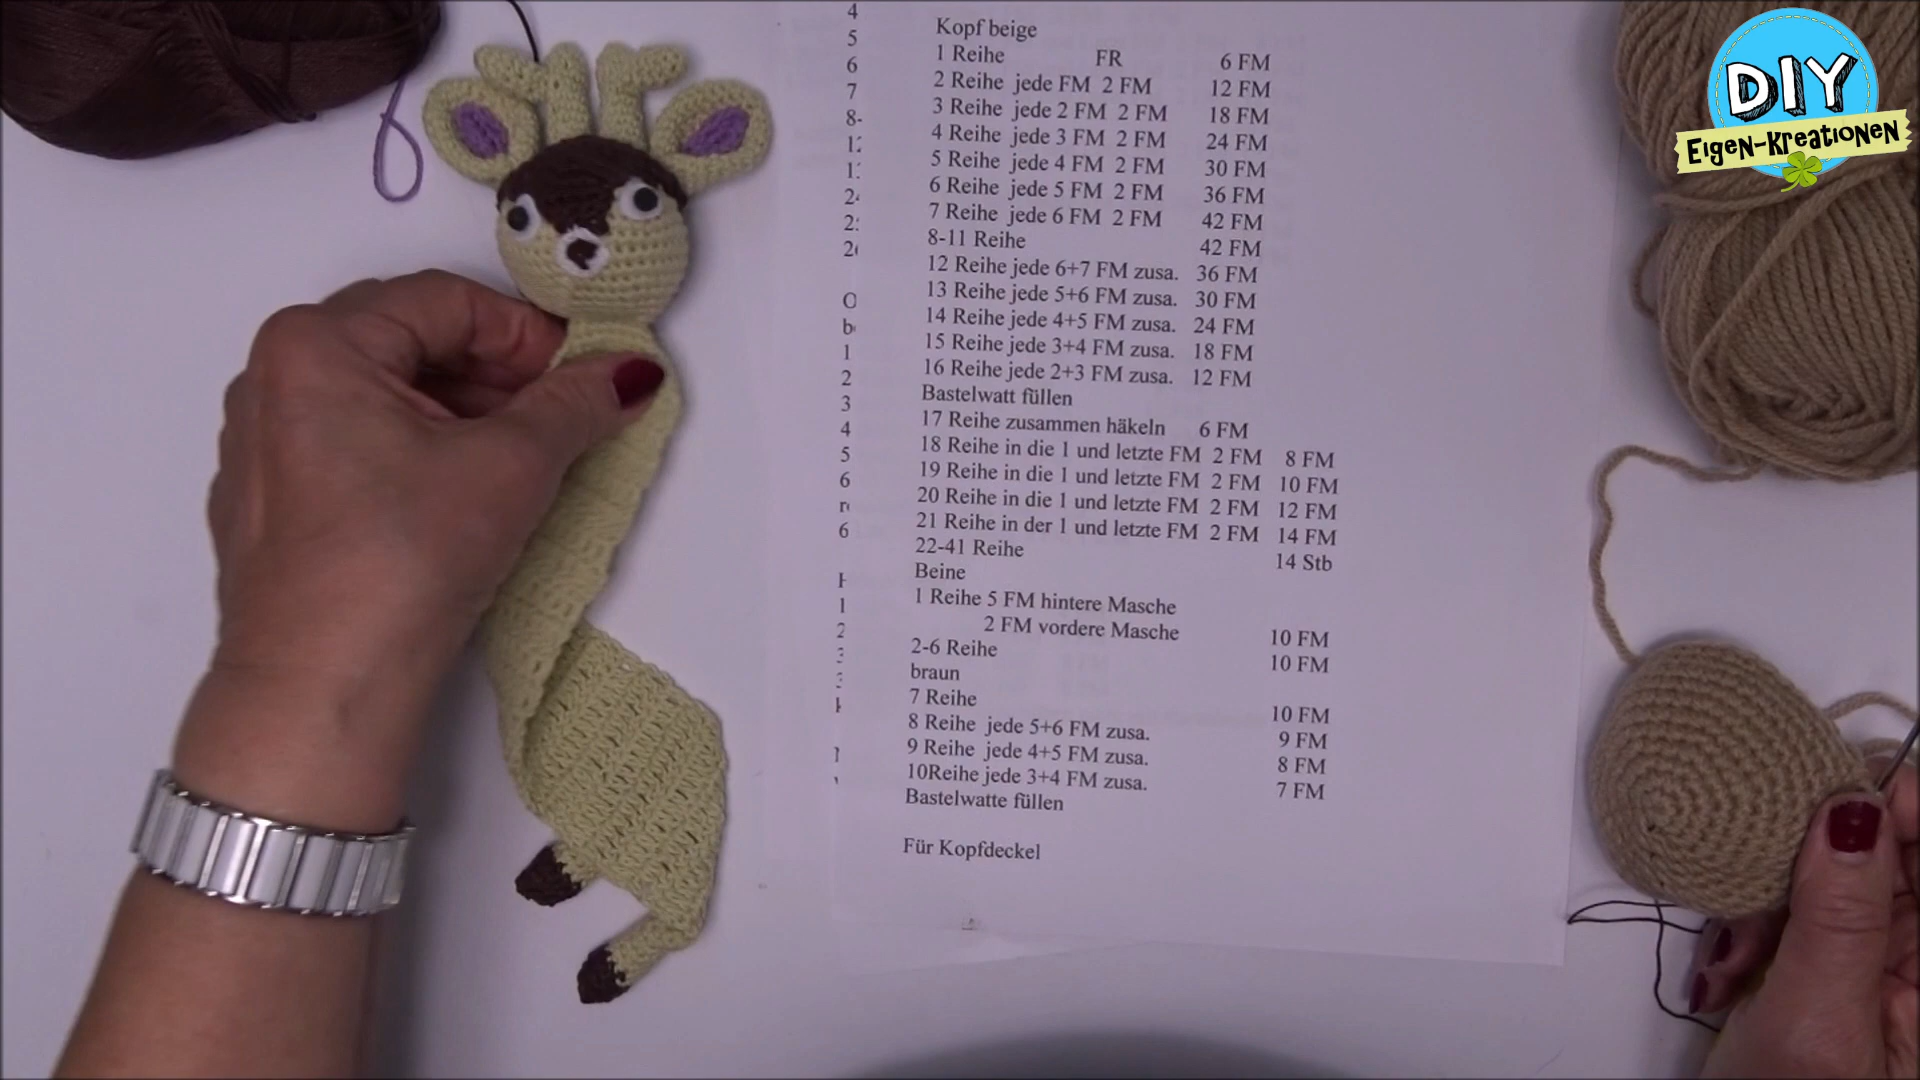 DIY
EIGEN-KREATIONEN
4
5
6
7
8-
Kopf beige
1 Reihe FR 6 FM
2 Reihe jede FM 2 FM 12 FM
3 Reihe jede 2 FM 2 FM 18 FM
4 Reihe jede 3 FM 2 FM 24 FM
5 Reihe jede 4 FM 2 FM 30 FM
6 Reihe jede 5 FM 2 FM 36 FM
7 Reihe jede 6 FM 2 FM 42 FM
8-11 Reihe 42 FM
12 Reihe jede 6+7 FM zusa. 36 FM
13 Reihe jede 5+6 FM zusa. 30 FM
14 Reihe jede 4+5 FM zusa. 24 FM
15 Reihe jede 3+4 FM zusa. 18 FM
16 Reihe jede 2+3 FM zusa. 12 FM
Bastelwatt füllen
17 Reihe zusammen häkeln 6 FM
18 Reihe in die 1 und letzte FM 2 FM 8 FM
19 Reihe in die 1 und letzte FM 2 FM 10 FM
20 Reihe in die 1 und letzte FM 2 FM 12 FM
21 Reihe in der 1 und letzte FM 2 FM 14 FM
22-41 Reihe 14 Stb
Beine
1 Reihe 5 FM hintere Masche
2 FM vordere Masche 10 FM
2-6 Reihe 10 FM
braun
7 Reihe 10 FM
8 Reihe jede 5+6 FM zusa. 9 FM
9 Reihe jede 4+5 FM zusa. 8 FM
10Reihe jede 3+4 FM zusa. 7 FM
Bastelwatte füllen
Für Kopfdeckel